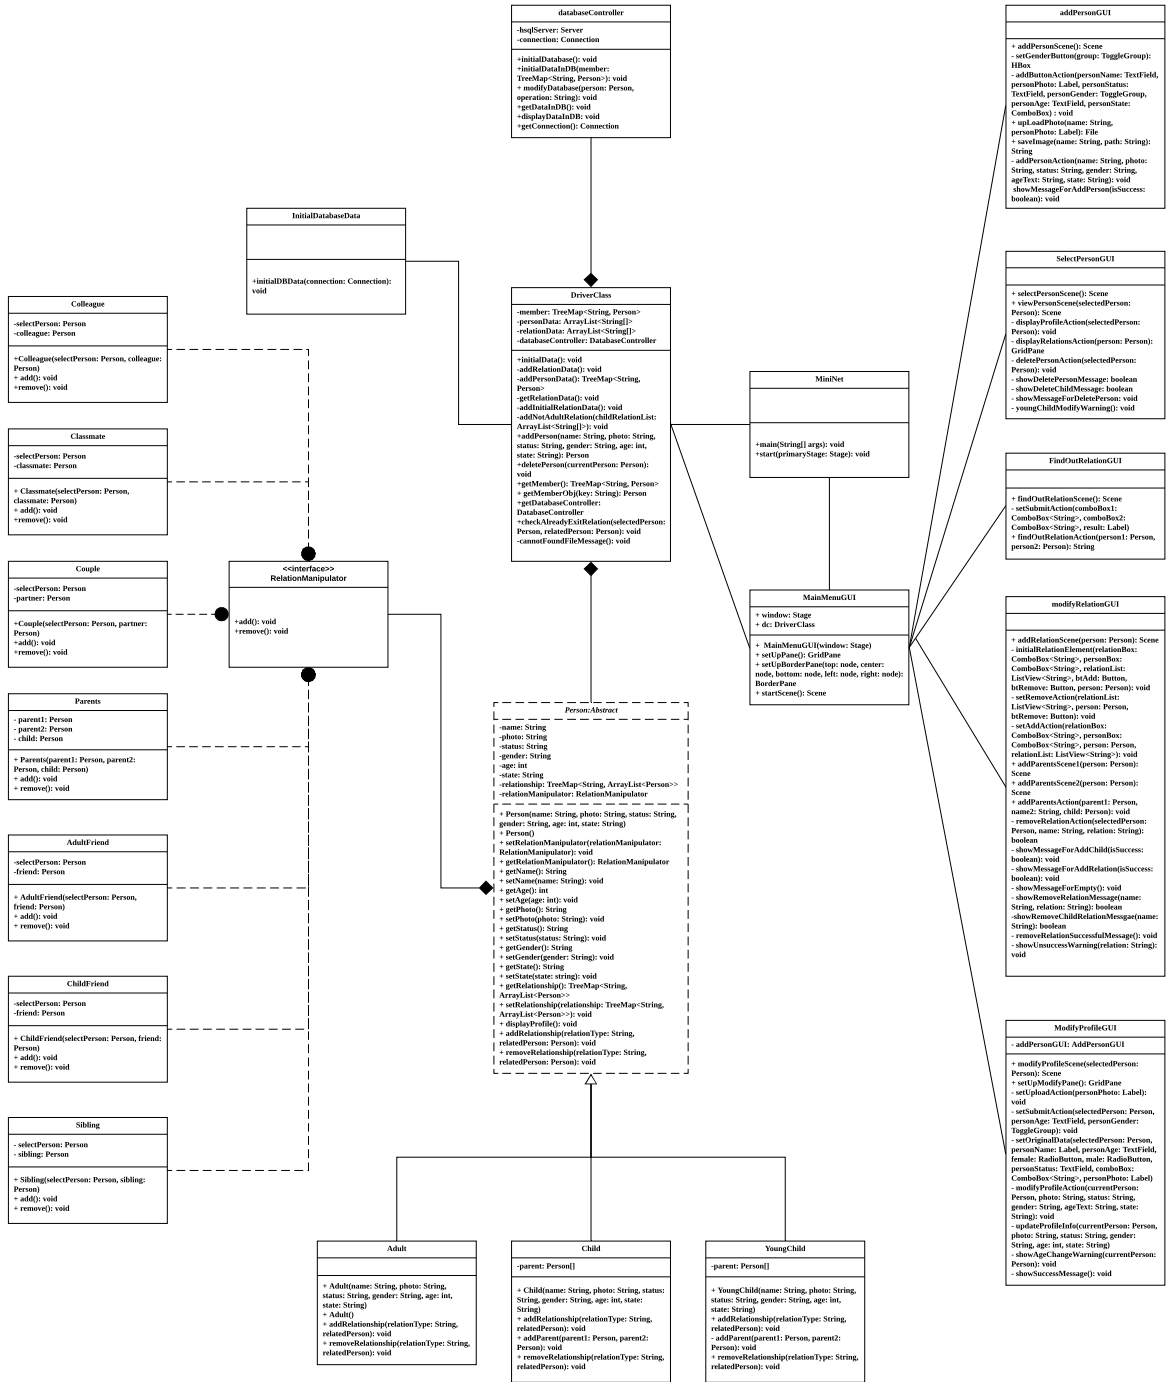 databaseController
-hsqlServer: Server
-connection: Connection
+initialDatabase(): void
+initialDataInDB(member:
TreeMap<String, Person>): void
+ modifyDatabase(person: Person,
operation: String): void
+getDataInDB(): void
+displayDataInDB: void
+getConnection(): Connection
addPersonGUI
+ addPersonScene(): Scene
- setGenderButton(group: ToggleGroup):
HBox
- addButtonAction(personName: TextField,
personPhoto: Label, personStatus:
TextField, personGender: ToggleGroup,
personAge: TextField, personState:
ComboBox) : void
+ upLoadPhoto(name: String,
personPhoto: Label): File
+ saveImage(name: String, path: String):
String
- addPersonAction(name: String, photo:
String, status: String, gender: String,
ageText: String, state: String): void
showMessageForAddPerson(isSuccess:
boolean): void
InitialDatabaseData
+initialDBData(connection: Connection):
void
SelectPersonGUI
+ selectPersonScene(): Scene
+ viewPersonScene(selectedPerson:
Person): Scene
- displayProfileAction(selectedPerson:
Person): void
- displayRelationsAction(person: Person):
GridPane
- deletePersonAction(selectedPerson:
Person): void
- showDeletePersonMessage: boolean
- showDeleteChildMessage: boolean
- showMessageForDeletePerson: void
- youngChildModifyWarning(): void
DriverClass
-member: TreeMap<String, Person>
-personData: ArrayList<String[]>
-relationData: ArrayList<String[]>
-databaseController: DatabaseController
+initialData(): void
-addRelationData(): void
-addPersonData(): TreeMap<String,
Person>
-getRelationData(): void
-addInitialRelationData(): void
-addNotAdultRelation(childRelationList:
ArrayList<String[]>): void
+addPerson(name: String, photo: String,
status: String, gender: String, age: int,
state: String): Person
+deletePerson(currentPerson: Person):
void
+getMember(): TreeMap<String, Person>
+ getMemberObj(key: String): Person
+getDatabaseController:
DatabaseController
+checkAlreadyExitRelation(selectedPerson:
Person, relatedPerson: Person): void
-cannotFoundFileMessage(): void
Colleague
-selectPerson: Person
-colleague: Person
+Colleague(selectPerson: Person, colleague:
Person)
+ add(): void
+remove(): void
MiniNet
+main(String[] args): void
+start(primaryStage: Stage): void
Classmate
-selectPerson: Person
-classmate: Person
+ Classmate(selectPerson: Person,
classmate: Person)
+ add(): void
+remove(): void
FindOutRelationGUI
+ findOutRelationScene(): Scene
- setSubmitAction(comboBox1:
ComboBox<String>, comboBox2:
ComboBox<String>, result: Label)
+ findOutRelationAction(person1: Person,
person2: Person): String
Couple
-selectPerson: Person
-partner: Person
+Couple(selectPerson: Person, partner:
Person)
+add(): void
+remove(): void
<<interface>>
RelationManipulator
+add(): void
+remove(): void
MainMenuGUI
+ window: Stage
+ dc: DriverClass
+  MainMenuGUI(window: Stage)
+ setUpPane(): GridPane
+ setUpBorderPane(top: node, center:
node, bottom: node, left: node, right: node):
BorderPane
+ startScene(): Scene
modifyRelationGUI
+ addRelationScene(person: Person): Scene
- initialRelationElement(relationBox:
ComboBox<String>, personBox:
ComboBox<String>, relationList:
ListView<String>, btAdd: Button,
btRemove: Button, person: Person): void
- setRemoveAction(relationList:
ListView<String>, person: Person,
btRemove: Button): void
- setAddAction(relationBox:
ComboBox<String>, personBox:
ComboBox<String>, person: Person,
relationList: ListView<String>): void
+ addParentsScene1(person: Person):
Scene
+ addParentsScene2(person: Person):
Scene
+ addParentsAction(parent1: Person,
name2: String, child: Person): void
- removeRelationAction(selectedPerson:
Person, name: String, relation: String):
boolean
- showMessageForAddChild(isSuccess:
boolean): void
- showMessageForAddRelation(isSuccess:
boolean): void
- showMessageForEmpty(): void
- showRemoveRelationMessage(name:
String, relation: String): boolean
-showRemoveChildRelationMessgae(name:
String): boolean
- removeRelationSuccessfulMessage(): void
- showUnsuccessWarning(relation: String):
void
Parents
- parent1: Person
- parent2: Person
- child: Person
+ Parents(parent1: Person, parent2:
Person, child: Person)
+ add(): void
+ remove(): void
Person:Abstract
-name: String
-photo: String
-status: String
-gender: String
-age: int
-state: String
-relationship: TreeMap<String, ArrayList<Person>>
-relationManipulator: RelationManipulator
+ Person(name: String, photo: String, status: String,
gender: String, age: int, state: String)
+ Person()
+ setRelationManipulator(relationManipulator:
RelationManipulator): void
+ getRelationManipulator(): RelationManipulator
+ getName(): String
+ setName(name: String): void
+ getAge(): int
+ setAge(age: int): void
+ getPhoto(): String
+ setPhoto(photo: String): void
+ getStatus(): String
+ setStatus(status: String): void
+ getGender(): String
+ setGender(gender: String): void
+ getState(): String
+ setState(state: string): void
+ getRelationship(): TreeMap<String,
ArrayList<Person>>
+ setRelationship(relationship: TreeMap<String,
ArrayList<Person>>): void
+ displayProfile(): void
+ addRelationship(relationType: String,
relatedPerson: Person): void
+ removeRelationship(relationType: String,
relatedPerson: Person): void
AdultFriend
-selectPerson: Person
-friend: Person
+ AdultFriend(selectPerson: Person,
friend: Person)
+ add(): void
+ remove(): void
ChildFriend
-selectPerson: Person
-friend: Person
+ ChildFriend(selectPerson: Person, friend:
Person)
+ add(): void
+ remove(): void
ModifyProfileGUI
- addPersonGUI: AddPersonGUI
+ modifyProfileScene(selectedPerson:
Person): Scene
+ setUpModifyPane(): GridPane
- setUploadAction(personPhoto: Label):
void
- setSubmitAction(selectedPerson: Person,
personAge: TextField, personGender:
ToggleGroup): void
- setOriginalData(selectedPerson: Person,
personName: Label, personAge: TextField,
female: RadioButton, male: RadioButton,
personStatus: TextField, comboBox:
ComboBox<String>, personPhoto: Label)
- modifyProfileAction(currentPerson:
Person, photo: String, status: String,
gender: String, ageText: String, state:
String): void
- updateProfileInfo(currentPerson: Person,
photo: String, status: String, gender:
String, age: int, state: String)
- showAgeChangeWarning(currentPerson:
Person): void
- showSuccessMessage(): void
Sibling
- selectPerson: Person
- sibling: Person
+ Sibling(selectPerson: Person, sibling:
Person)
+ add(): void
+ remove(): void
Adult
+ Adult(name: String, photo: String,
status: String, gender: String, age: int,
state: String)
+ Adult()
+ addRelationship(relationType: String,
relatedPerson): void
+ removeRelationship(relationType: String,
relatedPerson): void
Child
-parent: Person[]
+ Child(name: String, photo: String, status:
String, gender: String, age: int, state:
String)
+ addRelationship(relationType: String,
relatedPerson): void
+ addParent(parent1: Person, parent2:
Person): void
+ removeRelationship(relationType: String,
relatedPerson): void
YoungChild
-parent: Person[]
+ YoungChild(name: String, photo: String,
status: String, gender: String, age: int,
state: String)
+ addRelationship(relationType: String,
relatedPerson): void
- addParent(parent1: Person, parent2:
Person): void
+ removeRelationship(relationType: String,
relatedPerson): void